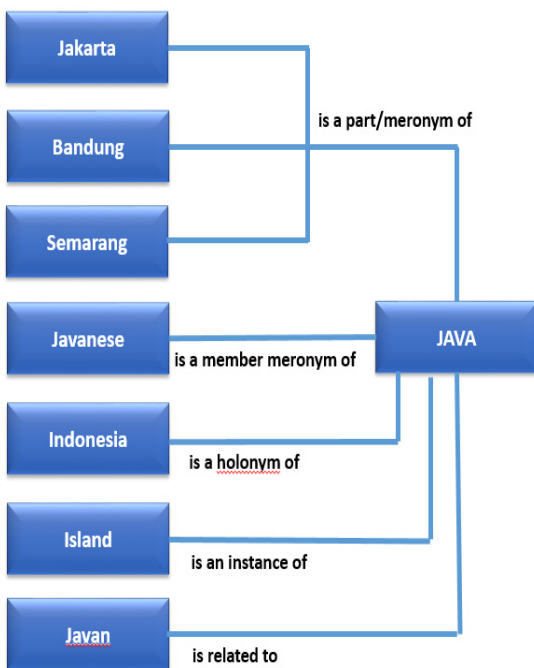 Jakarta
is a part/meronym of
Bandung
Semarang
Javanese
JAVA
is a member meronym of
Indonesia
is a holonym of
Island
is an instance of
Javan
is related to